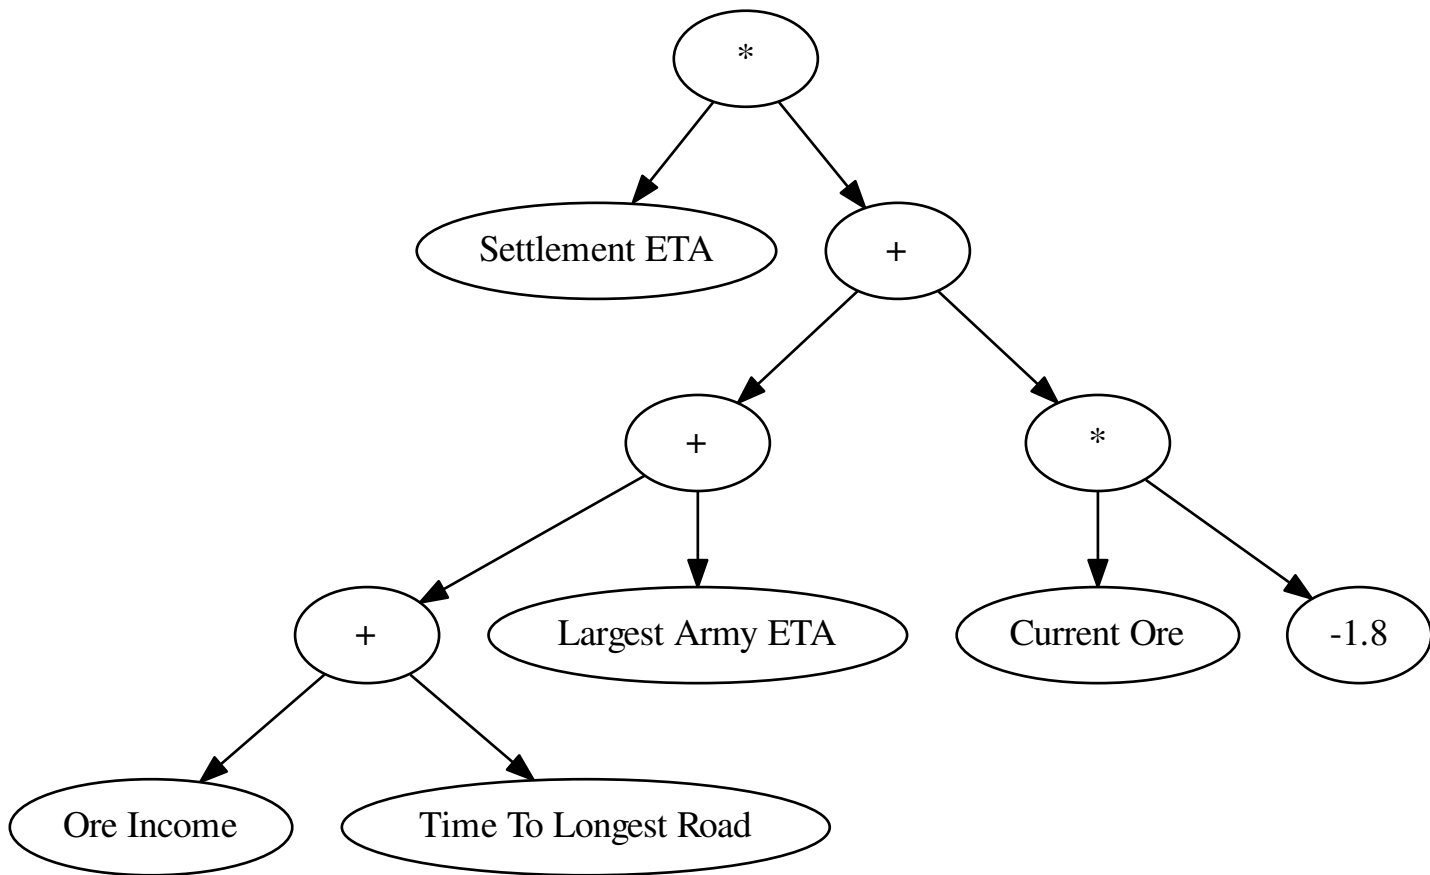 *
Settlement ETA
+
+
*
+
Largest Army ETA
Current Ore
-1.8
Ore Income
Time To Longest Road